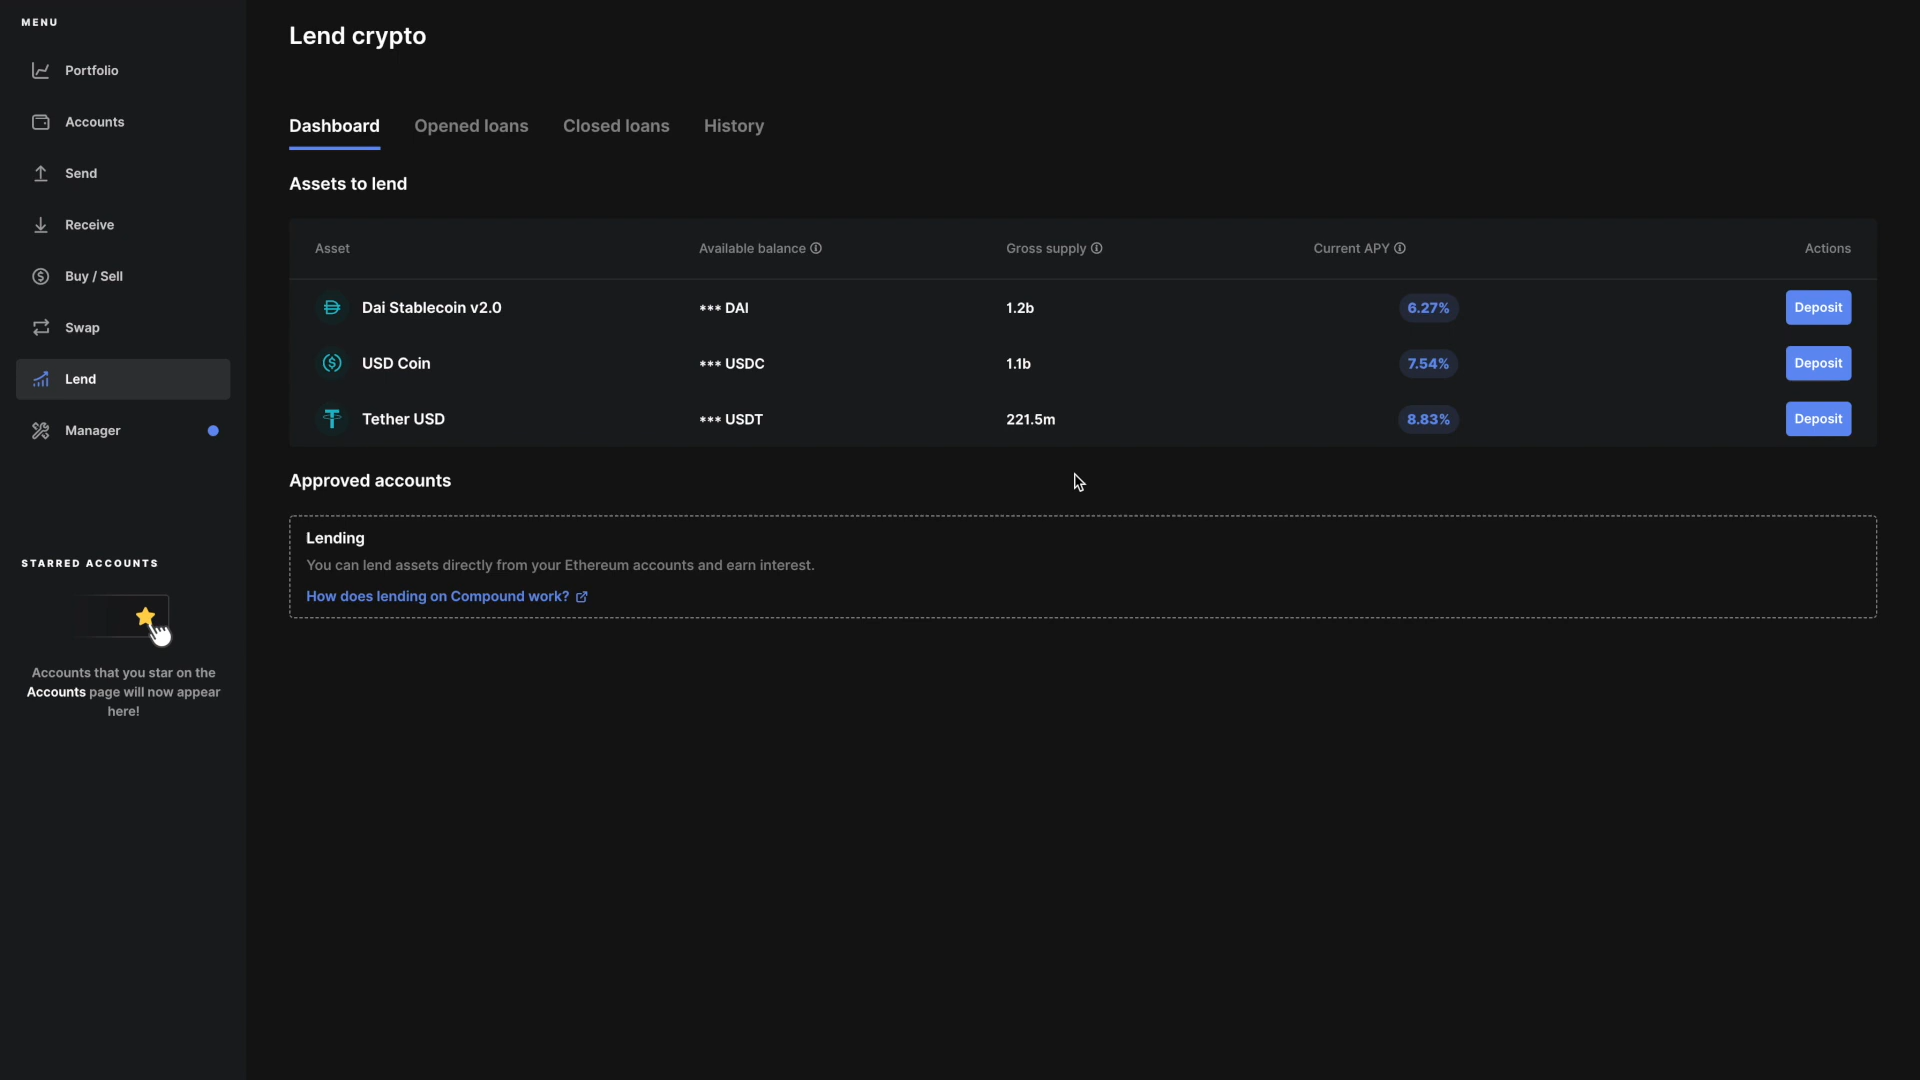 MENU
Portfolio
Accounts
Send
Receive
Buy / Sell
Swap
Lend
Manager
STARRED ACCOUNTS
Accounts that you star on the
Accounts page will now appear
here!
Lend crypto
Dashboard Opened loans Closed loans History
Assets to lend
Asset Available balance Gross supply Current APY Actions
Dai Stablecoin v2.0 *** DAI 1.2b 6.27% Deposit
USD Coin *** USDC 1.1b 7.54% Deposit
Tether USD *** USDT 221.5m 8.83% Deposit
Approved accounts
Lending
You can lend assets directly from your Ethereum accounts and earn interest.
How does lending on Compound work?